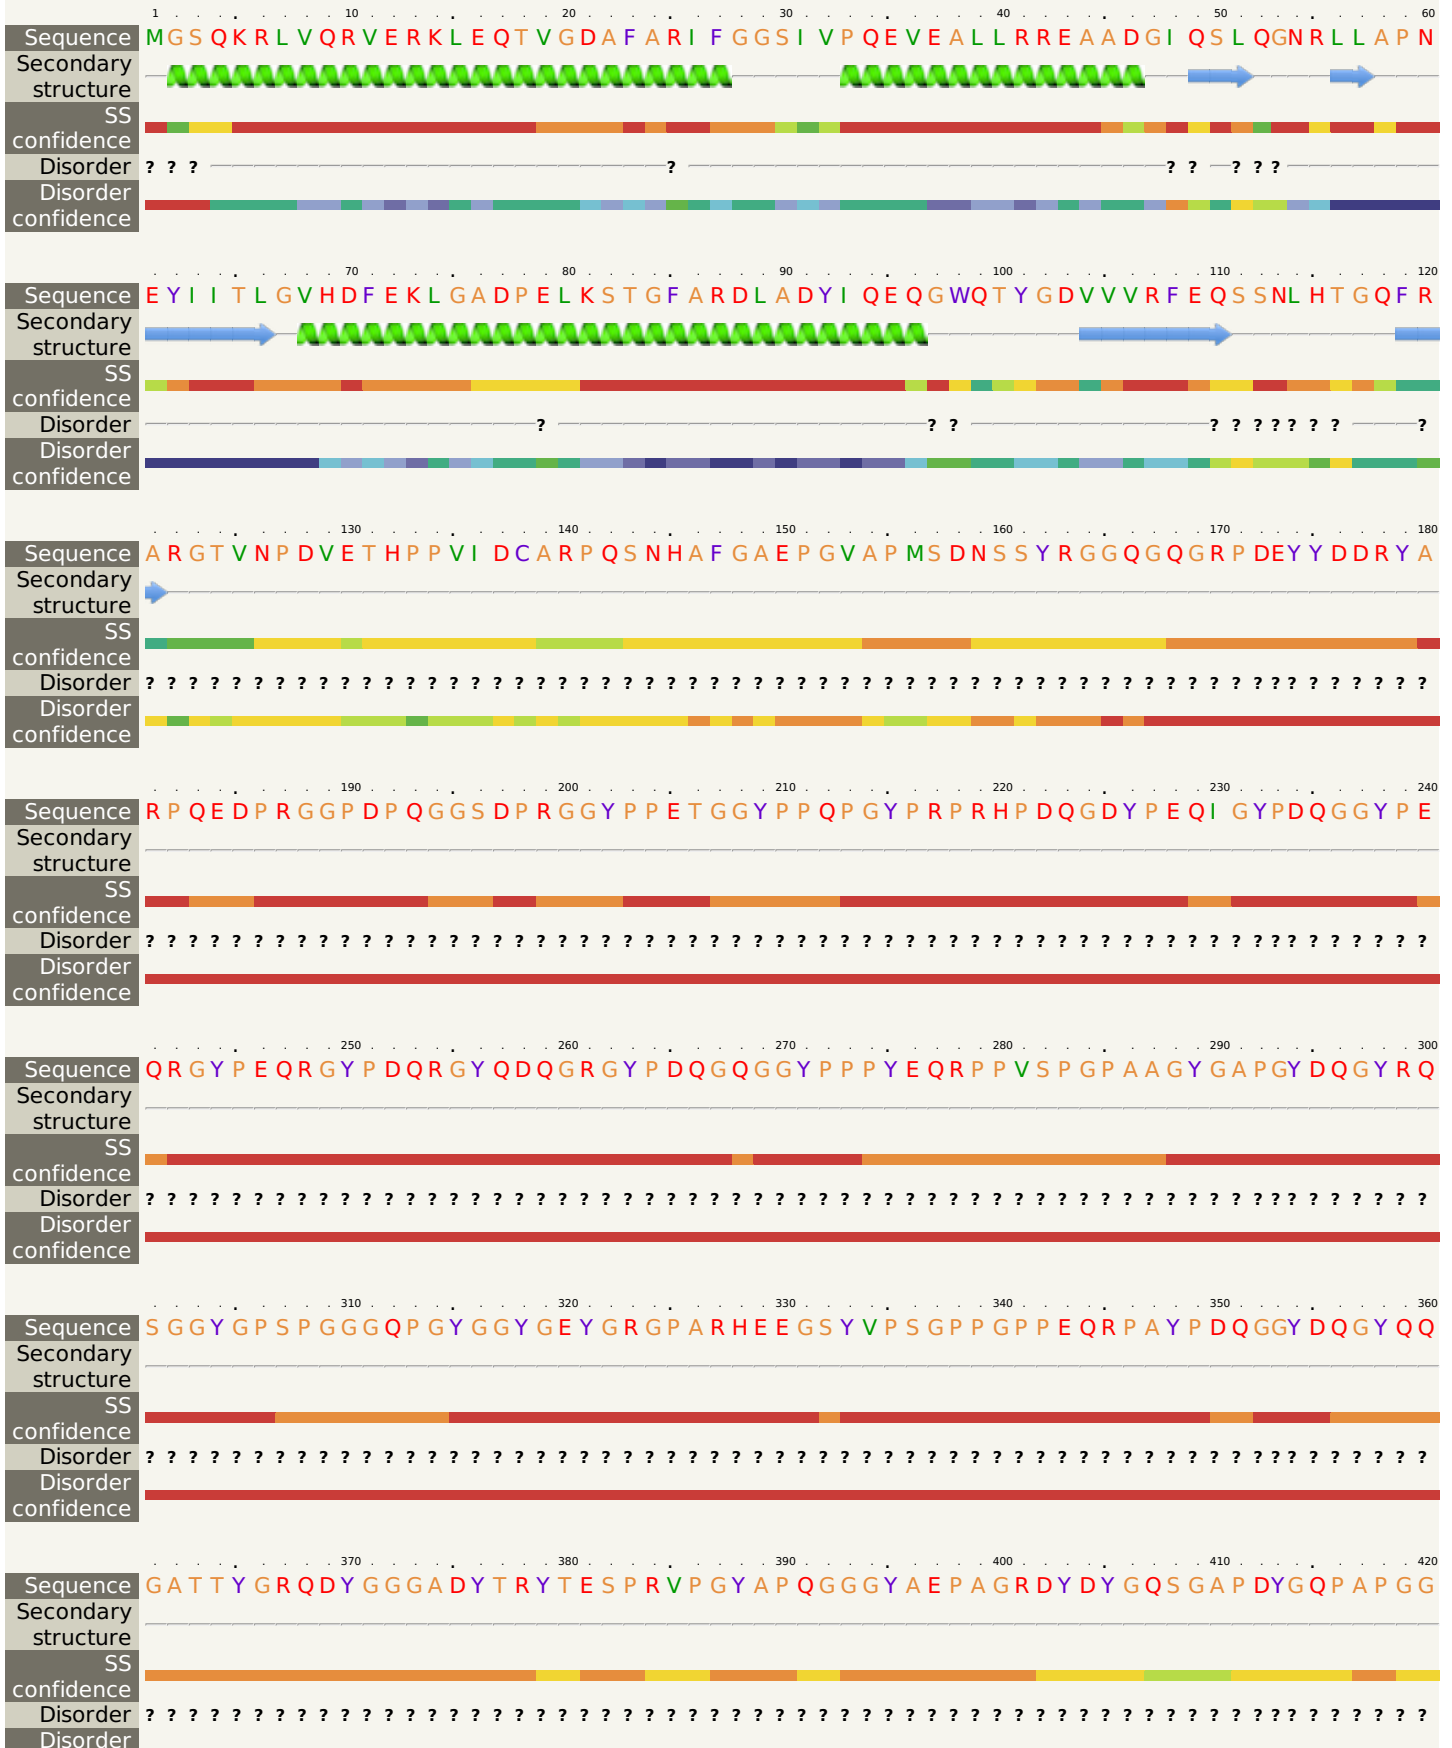 1 10 20 30 40 50 60
Sequence MGSQKRLVQRVERKLEQTVGDAFARIFGGSIVPQEVEALLRREAADGIQSLQGNRLLAPN
Secondary
structure
SS
confidence
Disorder ? ? ? ? ? ? ? ? ?
Disorder
confidence
70 80 90 100 110 120
Sequence EYIITLGVHDFEKLGADPELKSTGFARDLADYIQEQGWQTYGDVVVRFEQSSNLHTGQFR
Secondary
structure
SS
confidence
Disorder ? ? ? ? ? ? ? ? ? ? ?
Disorder
confidence
130 140 150 160 170 180
Sequence ARGTVNPDVETHPPVIDCARPQSNHAFGAEPGVAPMSDNSSYRGGQGQGRPDEYYDDRYA
Secondary
structure
SS
confidence
Disorder ? ? ? ? ? ? ? ? ? ? ? ? ? ? ? ? ? ? ? ? ? ? ? ? ? ? ? ? ? ? ? ? ? ? ? ? ? ? ? ? ? ? ? ? ? ? ? ? ? ? ? ? ? ? ? ? ? ? ? ?
Disorder
confidence
190 200 210 220 230 240
Sequence RPQEDPRGGPDPQGGSDPRGGYPPETGGYPPQPGYPRPRHPDQGDYPEQIGYPDQGGYPE
Secondary
structure
SS
confidence
Disorder ? ? ? ? ? ? ? ? ? ? ? ? ? ? ? ? ? ? ? ? ? ? ? ? ? ? ? ? ? ? ? ? ? ? ? ? ? ? ? ? ? ? ? ? ? ? ? ? ? ? ? ? ? ? ? ? ? ? ? ?
Disorder
confidence
250 260 270 280 290 300
Sequence QRGYPEQRGYPDQRGYQDQGRGYPDQGQGGYPPPYEQRPPVSPGPAAGYGAPGYDQGYRQ
Secondary
structure
SS
confidence
Disorder ? ? ? ? ? ? ? ? ? ? ? ? ? ? ? ? ? ? ? ? ? ? ? ? ? ? ? ? ? ? ? ? ? ? ? ? ? ? ? ? ? ? ? ? ? ? ? ? ? ? ? ? ? ? ? ? ? ? ? ?
Disorder
confidence
310 320 330 340 350 360
Sequence SGGYGPSPGGGQPGYGGYGEYGRGPARHEEGSYVPSGPPGPPEQRPAYPDQGGYDQGYQQ
Secondary
structure
SS
confidence
Disorder ? ? ? ? ? ? ? ? ? ? ? ? ? ? ? ? ? ? ? ? ? ? ? ? ? ? ? ? ? ? ? ? ? ? ? ? ? ? ? ? ? ? ? ? ? ? ? ? ? ? ? ? ? ? ? ? ? ? ? ?
Disorder
confidence
370 380 390 400 410 420
Sequence GATTYGRQDYGGGADYTRYTESPRVPGYAPQGGGYAEPAGRDYDYGQSGAPDYGQPAPGG
Secondary
structure
SS
confidence
Disorder ? ? ? ? ? ? ? ? ? ? ? ? ? ? ? ? ? ? ? ? ? ? ? ? ? ? ? ? ? ? ? ? ? ? ? ? ? ? ? ? ? ? ? ? ? ? ? ? ? ? ? ? ? ? ? ? ? ? ? ?
Disorder